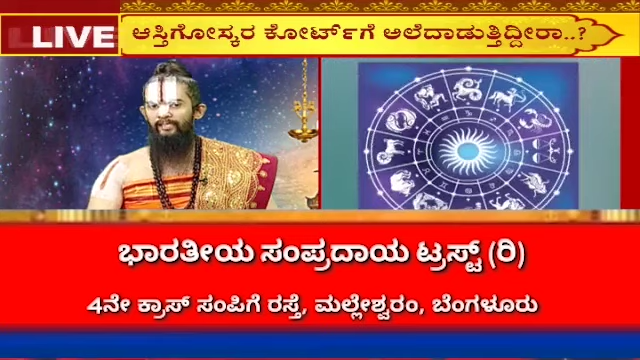 LIVE
ಆಸ್ತಿಗೋಸ್ಕರ ಕೋರ್ಟ್‌ಗೆ ಅಲೆದಾಡುತ್ತಿದ್ದೀರಾ..?
ಭಾರತೀಯ ಸಂಪ್ರದಾಯ ಟ್ರಸ್ಟ್ (ರಿ)
4ನೇ ಕ್ರಾಸ್ ಸಂಪಿಗೆ ರಸ್ತೆ, ಮಲ್ಲೇಶ್ವರಂ, ಬೆಂಗಳೂರು